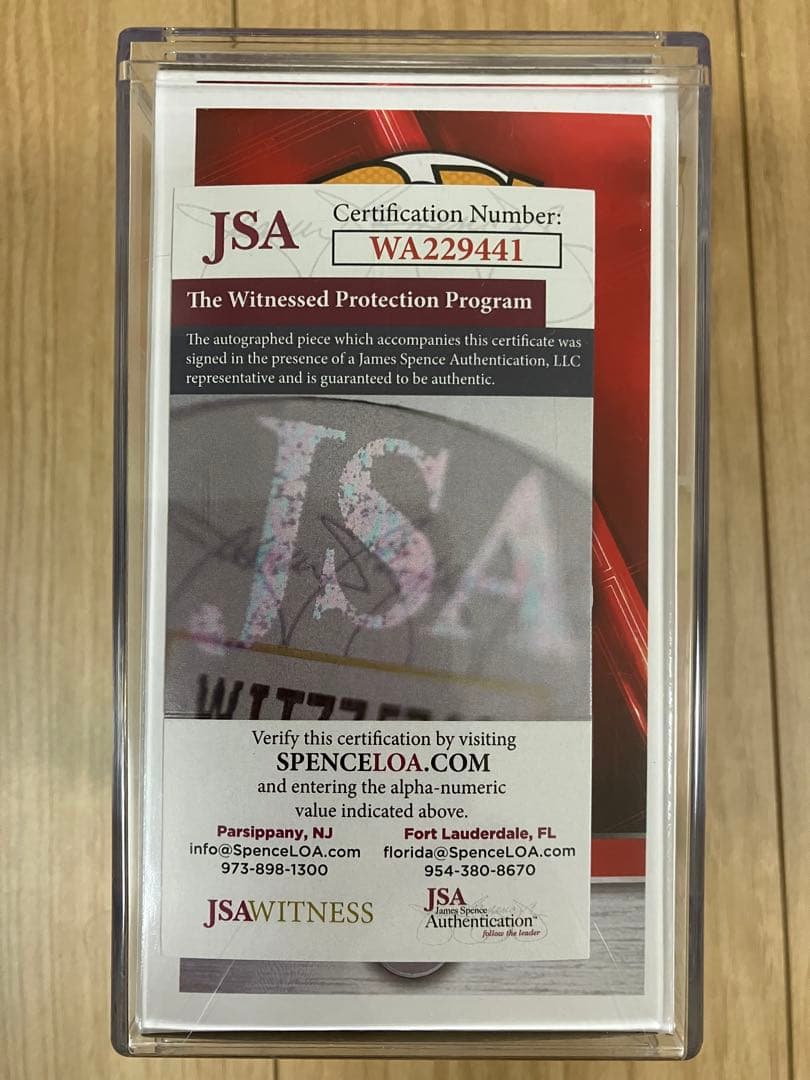 JSA
Certification Number:
WA229441
The Witnessed Protection Program
The autographed piece which accompanies this certificate was
signed in the presence of a James Spence Authentication, LLC
representative and is guaranteed to be authentic.
JSA
Verify this certification by visiting
SPENCELOA.COM
and entering the alpha-numeric
value indicated above.
Parsippany, NJ
info@SpenceLOA.com
973-898-1300
Fort Lauderdale, FL
florida@SpenceLOA.com
954-380-8670
JSAWITNESS
JSA
James Spence
Authentication™
follow the leader